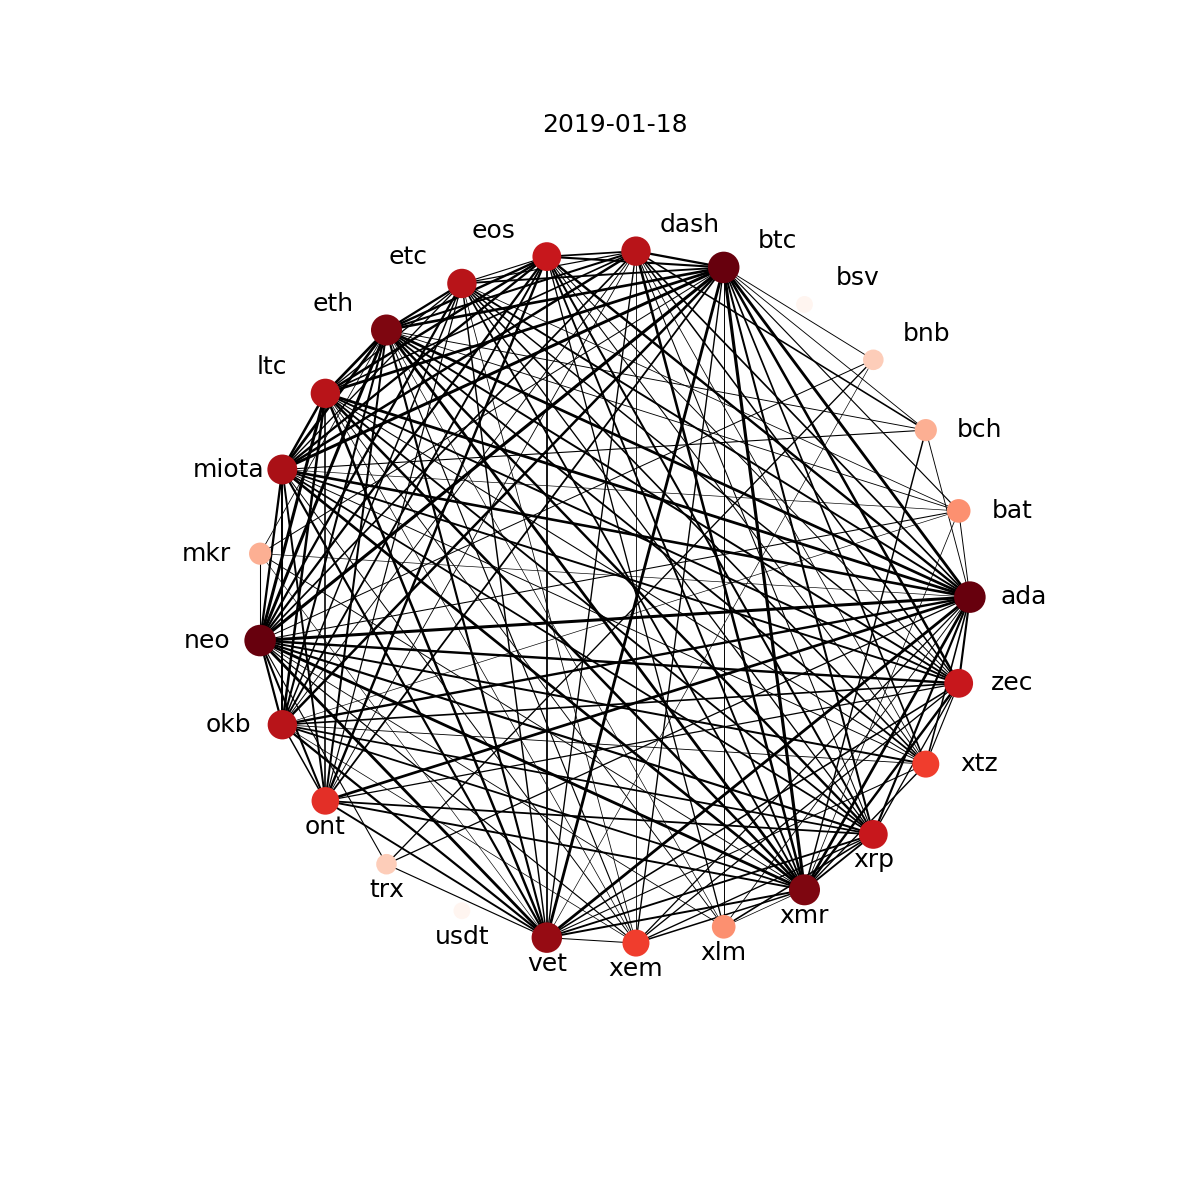 2019-01-18
dash
eos
btc
etc
bsv
eth
bnb
ltc
bch
miota
bat
mkr
ada
neo
zec
okb
xtz
ont
xrp
trx
xmr
usdt
xlm
vet
xem